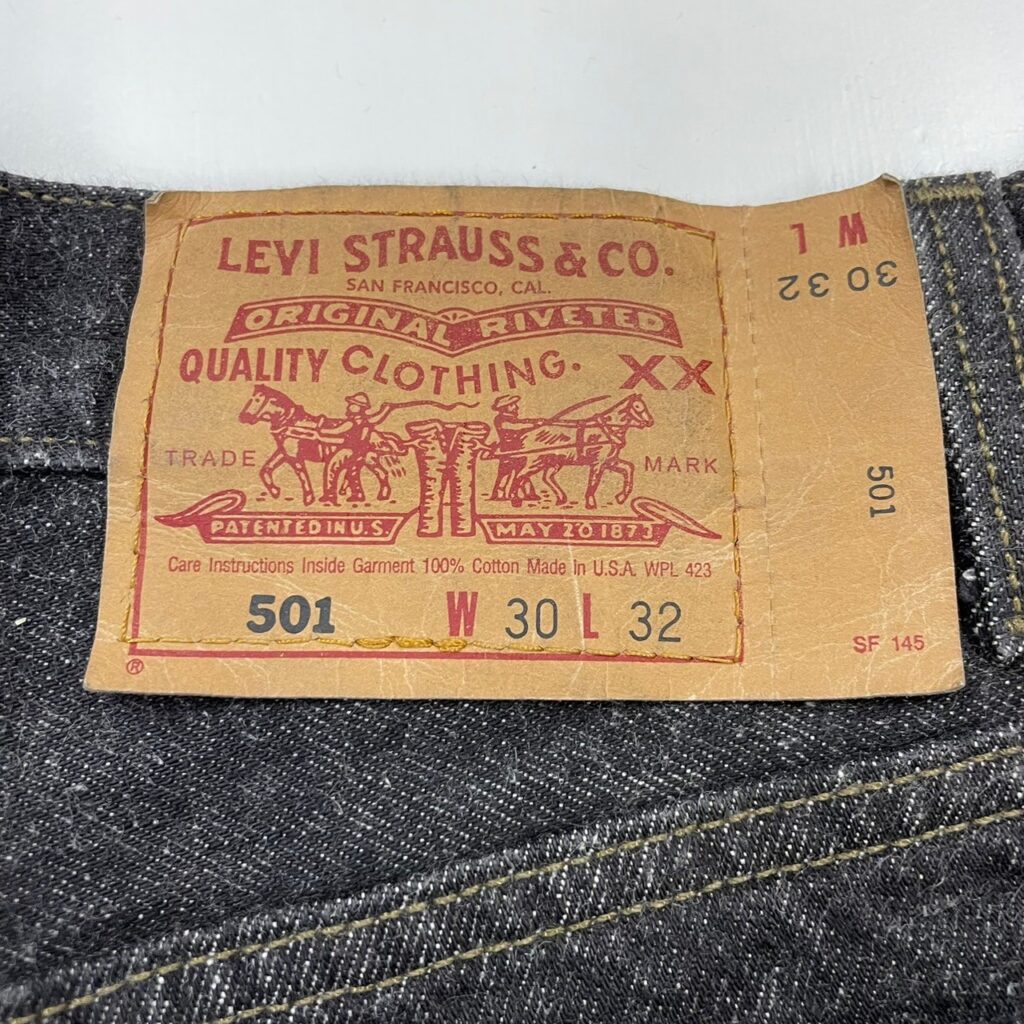 LEVI STRAUSS & CO.
SAN FRANCISCO, CAL.
ORIGINAL RIVETED
QUALITY CLOTHING. XX
TRADE MARK
PATENTED IN U.S. MAY 20 1873
Care Instructions Inside Garment 100% Cotton Made in U.S.A. WPL 423
501 W 30 L 32
®
W L
30 32
501
SF 145